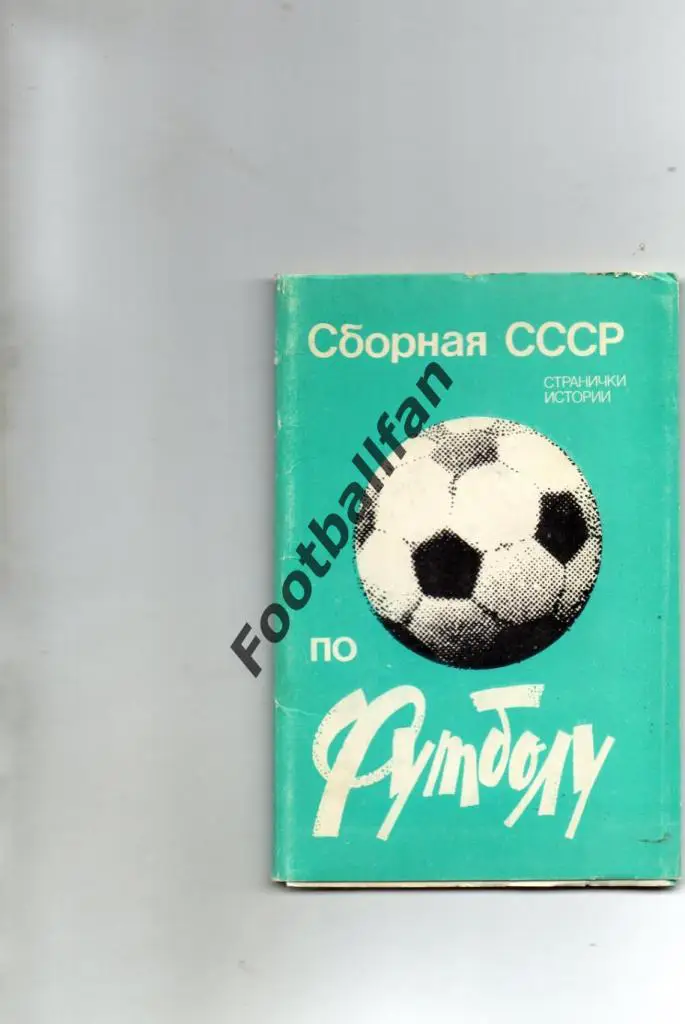 Сборная СССР
СТРАНИЧКИ
ИСТОРИИ
Footballfan
по
Футболу